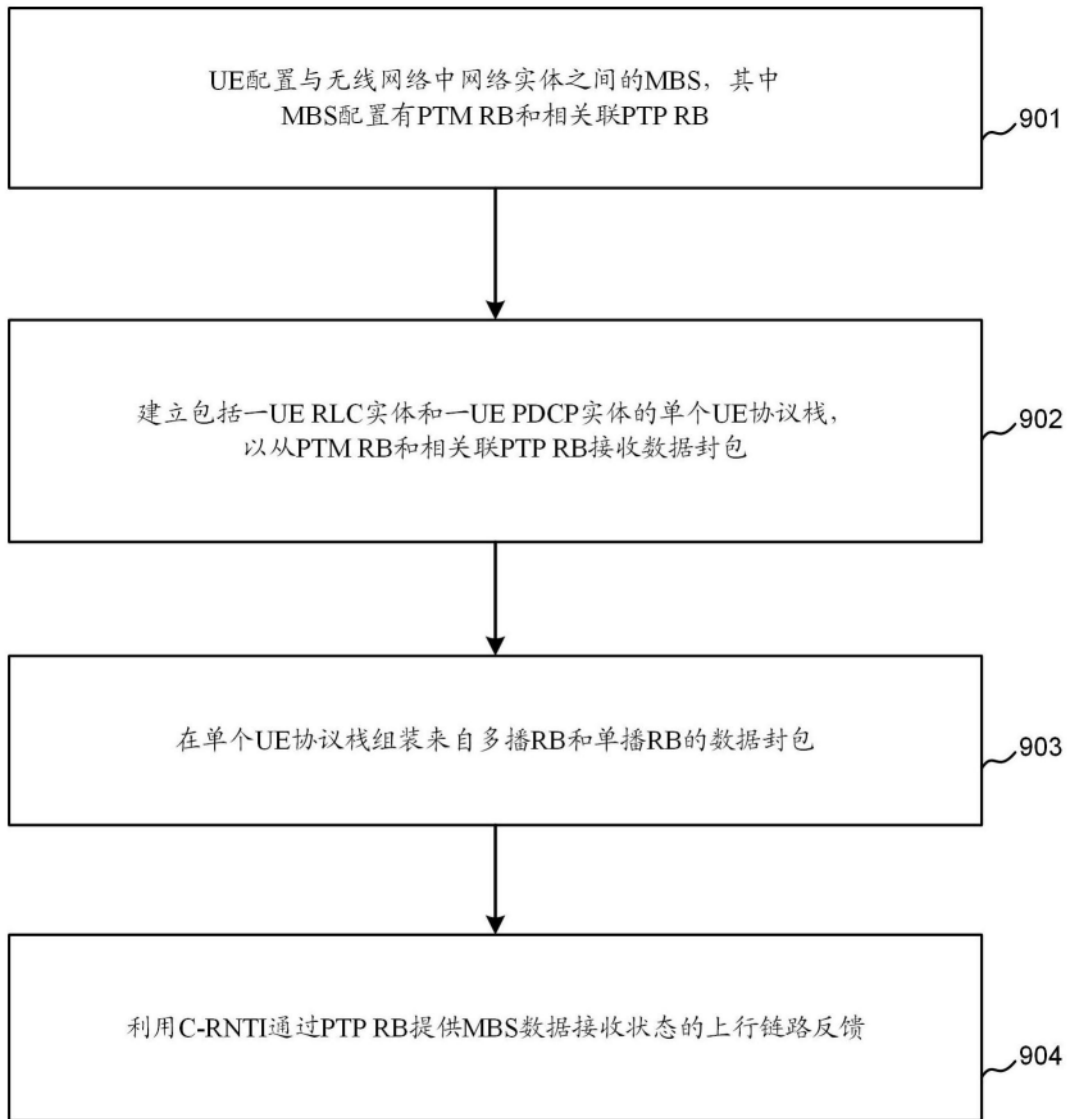 UE配置与无线网络中网络实体之间的MBS，其中
MBS配置有PTM RB和相关联PTP RB
901
建立包括一UE RLC实体和一UE PDCP实体的单个UE协议栈，
以从PTM RB和相关联PTP RB接收数据封包
902
在单个UE协议栈组装来自多播RB和单播RB的数据封包
903
利用C-RNTI通过PTP RB提供MBS数据接收状态的上行链路反馈
904